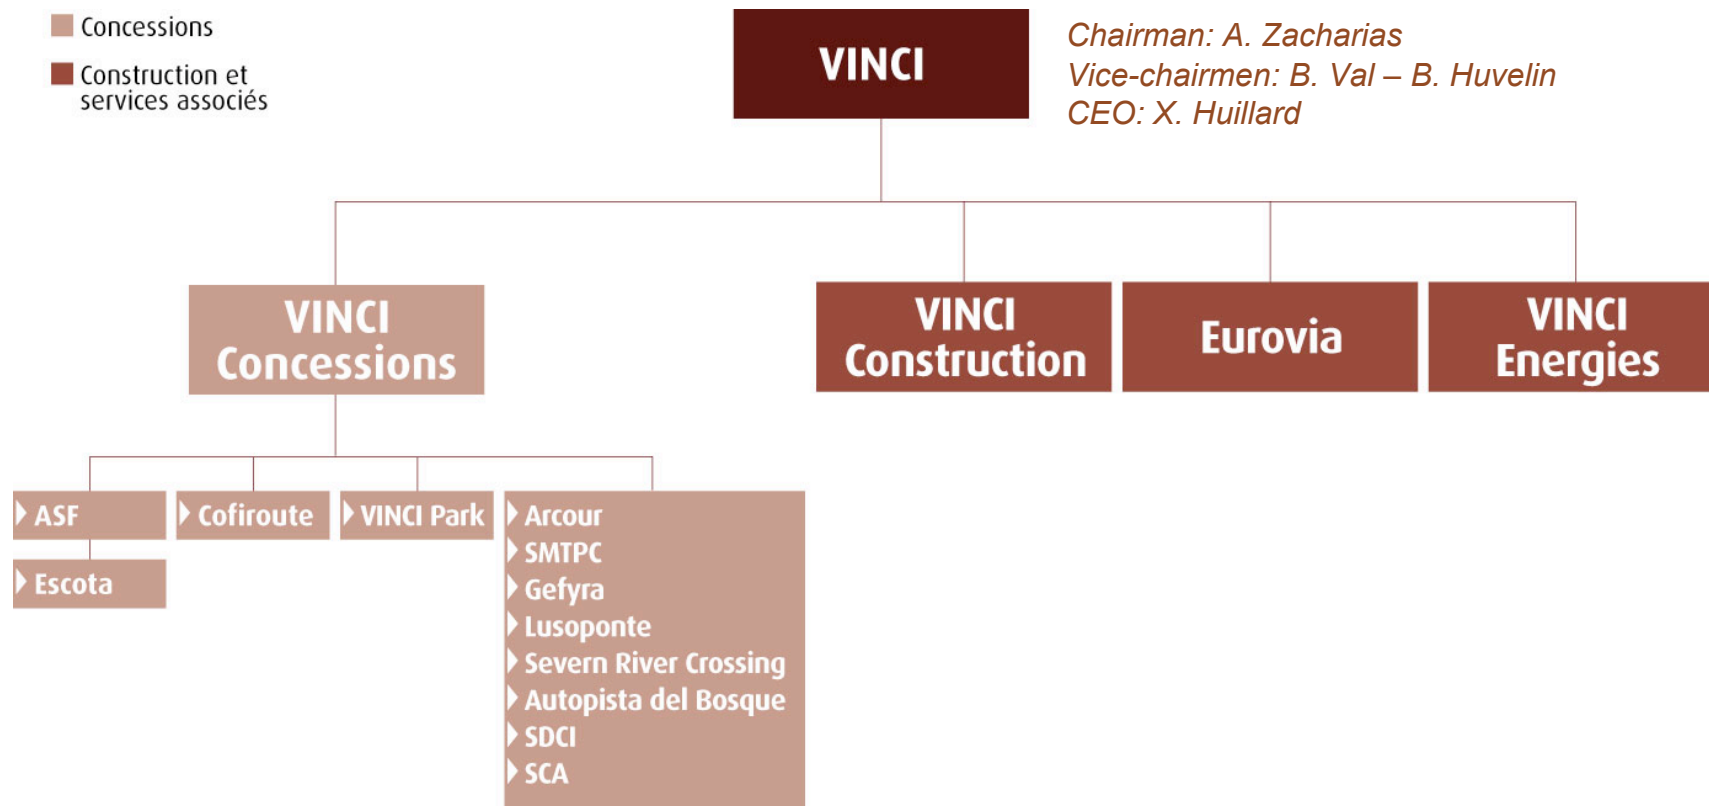 Concessions
Construction et
services associés
VINCI
Chairman: A. Zacharias
Vice-chairmen: B. Val – B. Huvelin
CEO: X. Huillard
VINCI
Concessions
VINCI
Construction
Eurovia
VINCI
Energies
ASF
Escota
Cofiroute
VINCI Park
Arcour
SMTPC
Gefyra
Lusoponte
Severn River Crossing
Autopista del Bosque
SDCI
SCA